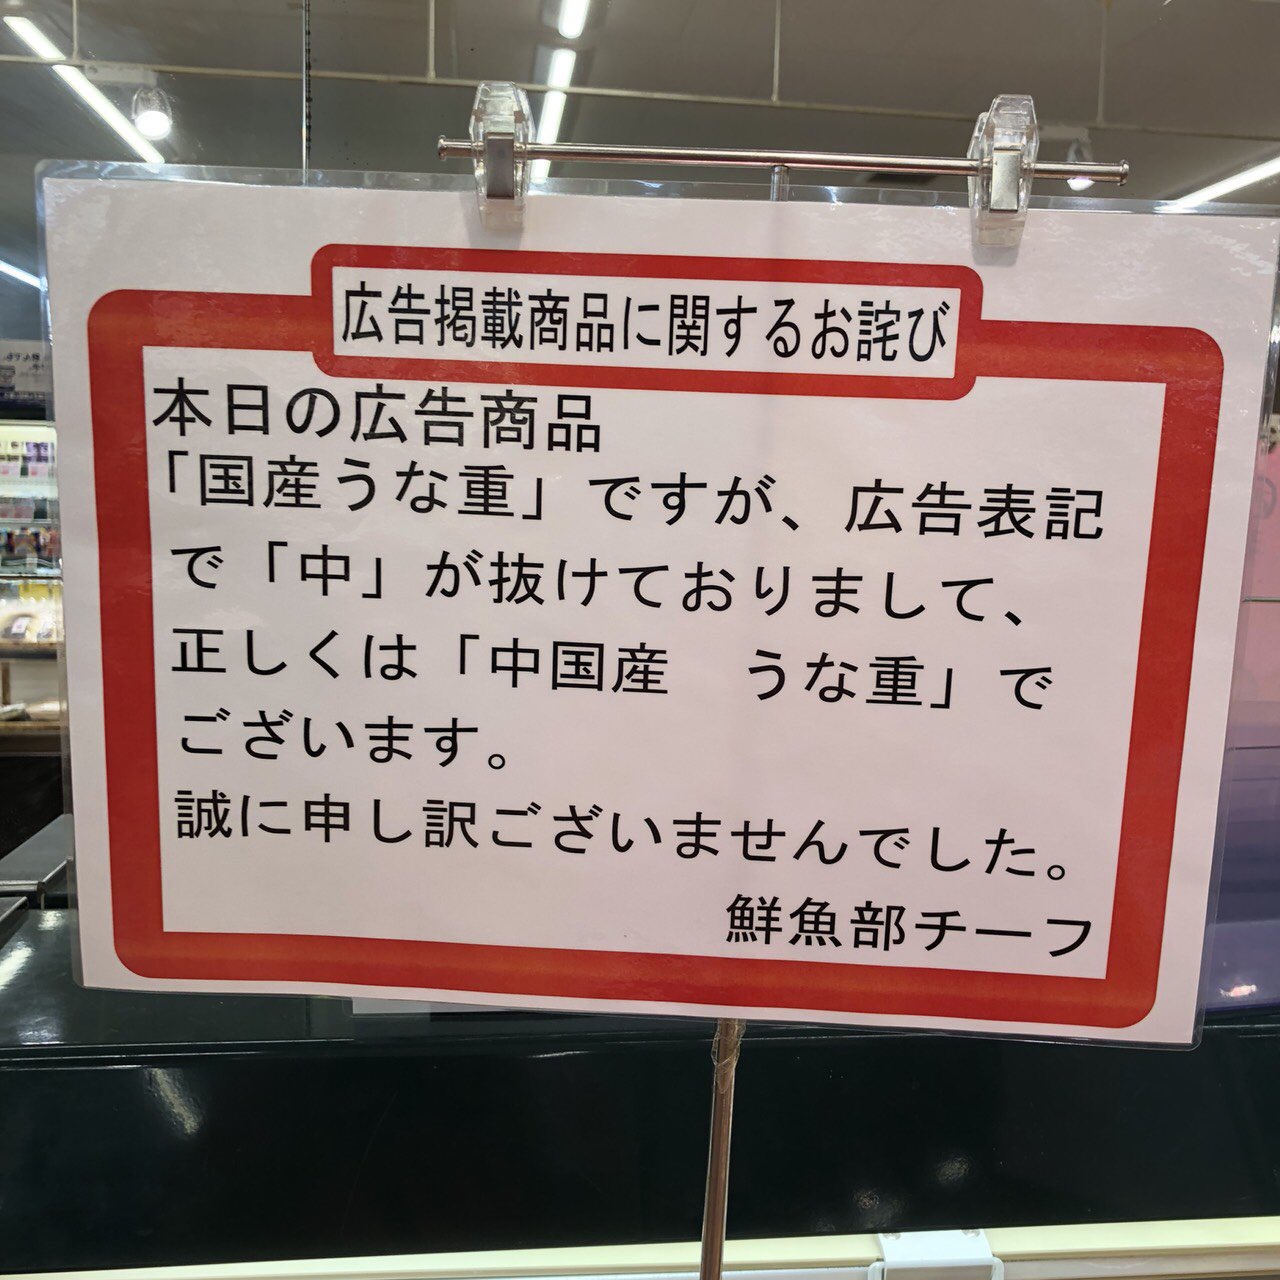 広告掲載商品に関するお詫び
本日の広告商品
「国産うな重」ですが、広告表記
で「中」が抜けておりまして、
正しくは「中国産　うな重」で
ございます。
誠に申し訳ございませんでした。
鮮魚部チーフ